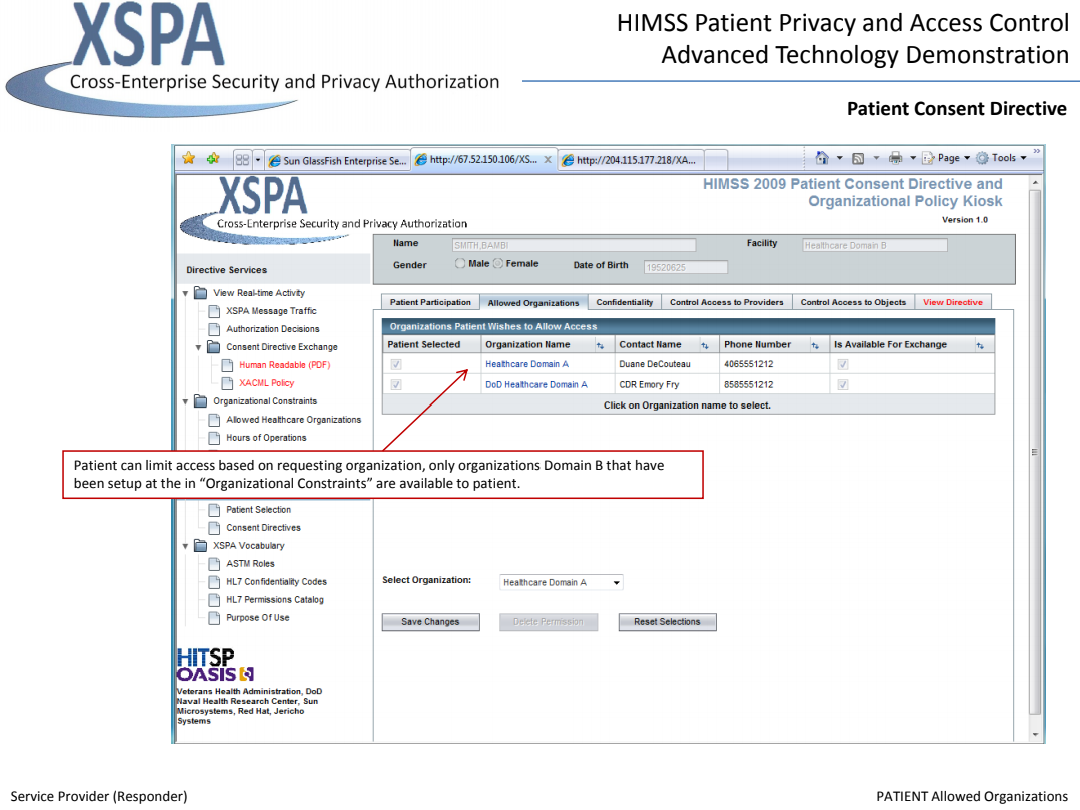 XSPA
Cross-Enterprise Security and Privacy Authorization
HIMSS Patient Privacy and Access Control
Advanced Technology Demonstration
Patient Consent Directive
Sun GlassFish Enterprise Se...
http://67.52.150.106/XS...
http://204.115.177.218/XA...
Page
Tools
XSPA
Cross-Enterprise Security and Privacy Authorization
HIMSS 2009 Patient Consent Directive and
Organizational Policy Kiosk
Version 1.0
Name SMITH,BAMBI Facility Healthcare Domain B
Gender Male Female Date of Birth 19520625
Directive Services
View Real-time Activity
XSPA Message Traffic
Authorization Decisions
Consent Directive Exchange
Human Readable (PDF)
XACML Policy
Organizational Constraints
Allowed Healthcare Organizations
Hours of Operations
Patient Selection
Consent Directives
XSPA Vocabulary
ASTM Roles
HL7 Confidentiality Codes
HL7 Permissions Catalog
Purpose Of Use
Patient Participation Allowed Organizations Confidentiality Control Access to Providers Control Access to Objects View Directive
Organizations Patient Wishes to Allow Access
Patient Selected Organization Name Contact Name Phone Number Is Available For Exchange
Healthcare Domain A Duane DeCouteau 4065551212
DoD Healthcare Domain A CDR Emory Fry 8585551212
Click on Organization name to select.
Patient can limit access based on requesting organization, only organizations Domain B that have
been setup at the in “Organizational Constraints” are available to patient.
Select Organization: Healthcare Domain A
Save Changes Delete Permission Reset Selections
HITSP
OASIS
Veterans Health Administration, DoD
Naval Health Research Center, Sun
Microsystems, Red Hat, Jericho
Systems
Service Provider (Responder)
PATIENT Allowed Organizations